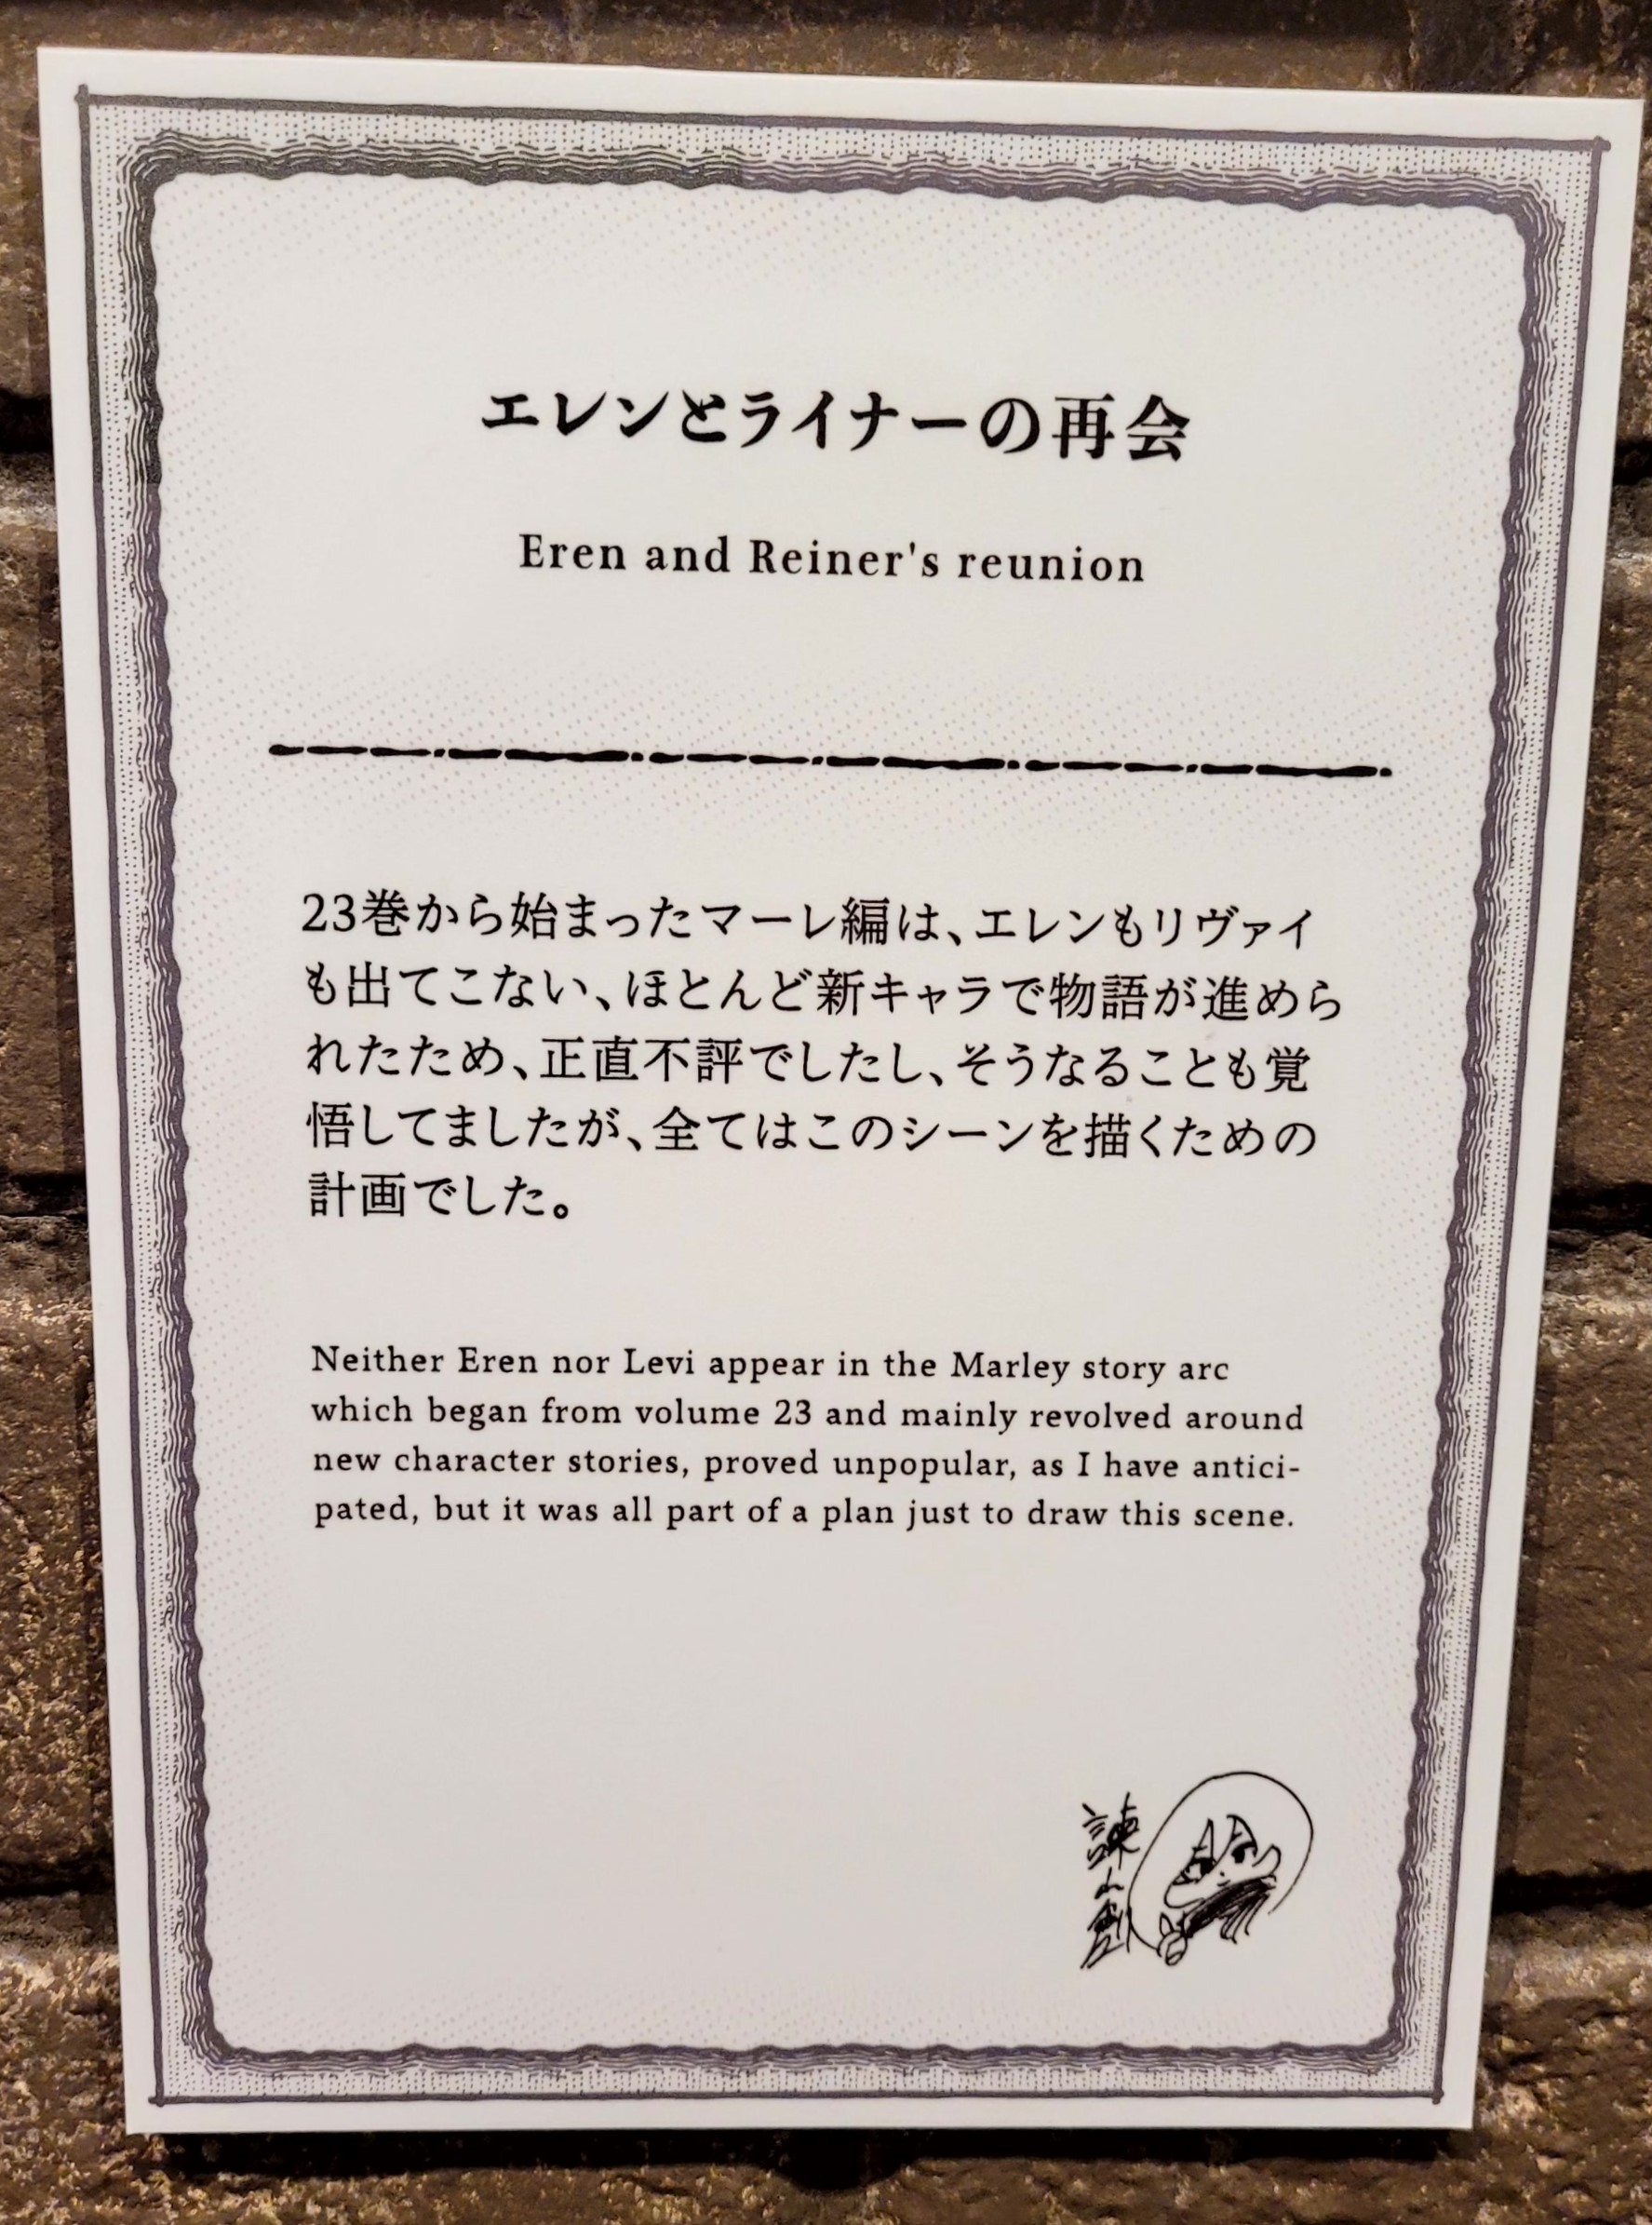 エレンとライナーの再会
Eren and Reiner's reunion
23巻から始まったマーレ編は、エレンもリヴァイ
も出てこない、ほとんど新キャラで物語が進めら
れたため、正直不評でしたし、そうなることも覚
悟してましたが、全てはこのシーンを描くための
計画でした。
Neither Eren nor Levi appear in the Marley story arc
which began from volume 23 and mainly revolved around
new character stories, proved unpopular, as I have antici-
pated, but it was all part of a plan just to draw this scene.
諫山創